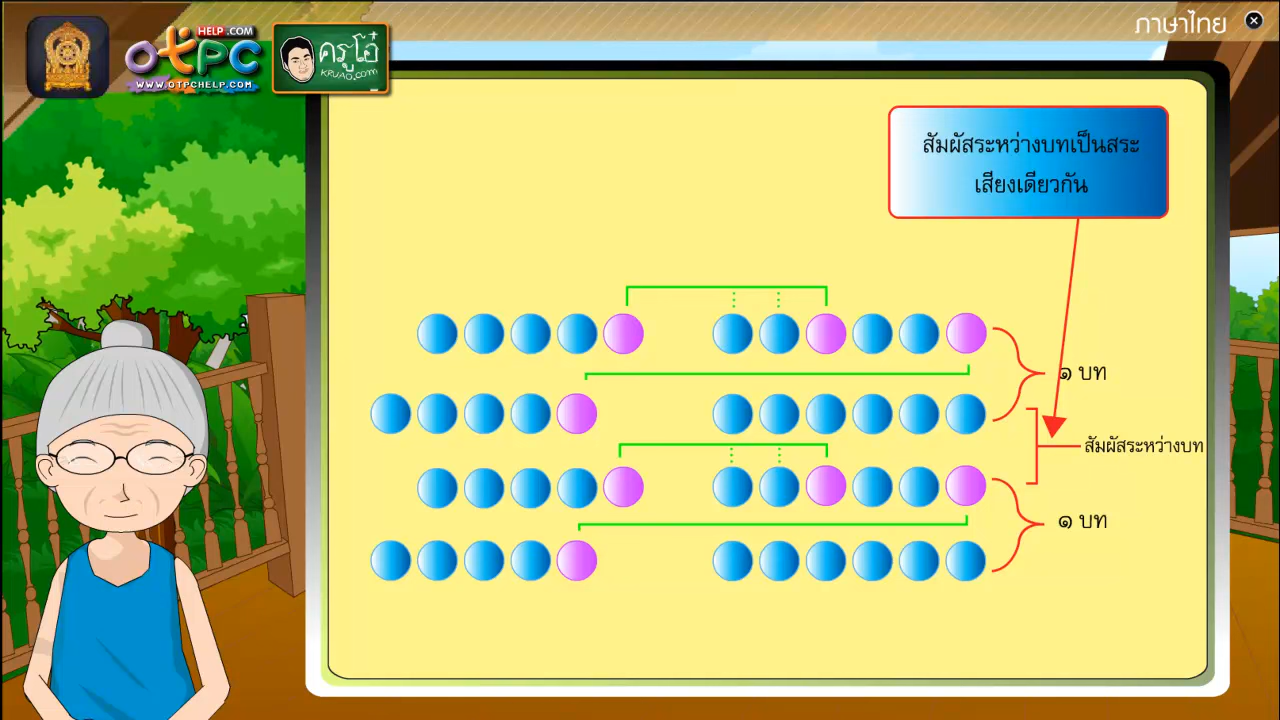 HELP.COM
OTPC
WWW.OTPCHELP.COM
ครูโอ๋
KRUAO.COM
ภาษาไทย
สัมผัสระหว่างบทเป็นสระ
เสียงเดียวกัน
๑ บท
สัมผัสระหว่างบท
๑ บท